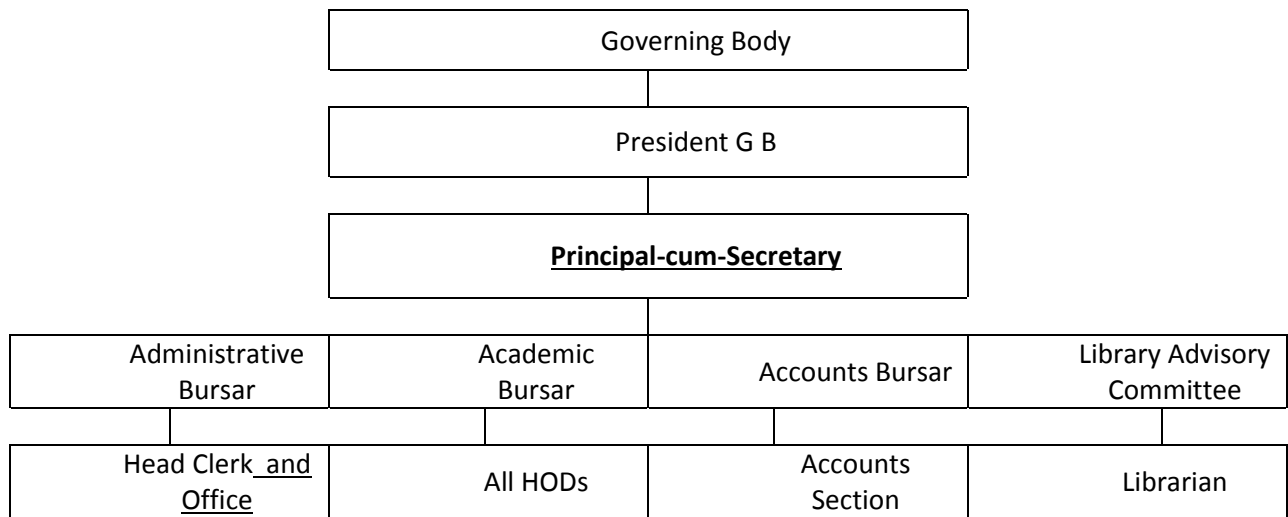 Governing Body
President G B
Principal-cum-Secretary
Administrative
Bursar
Academic
Bursar
Accounts Bursar
Library Advisory
Committee
Head Clerk and
Office
All HODs
Accounts
Section
Librarian